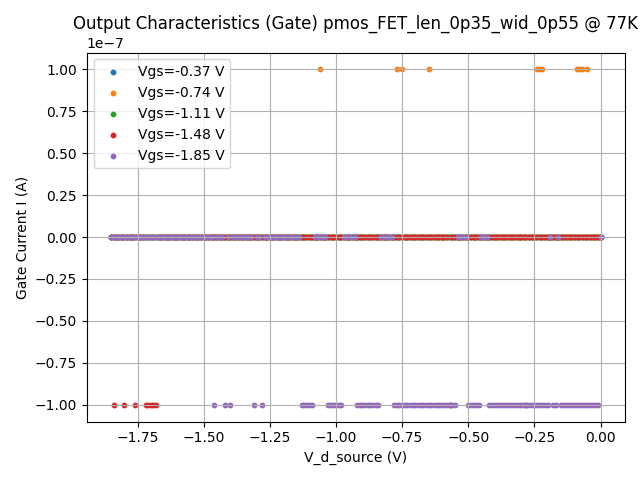 Output Characteristics (Gate) pmos_FET_len_0p35_wid_0p55 @ 77K
1e−7
Vgs=-0.37 V
Vgs=-0.74 V
Vgs=-1.11 V
Vgs=-1.48 V
Vgs=-1.85 V
1.00
0.75
0.50
0.25
0.00
−0.25
−0.50
−0.75
−1.00
Gate Current I (A)
−1.75 −1.50 −1.25 −1.00 −0.75 −0.50 −0.25 0.00
V_d_source (V)